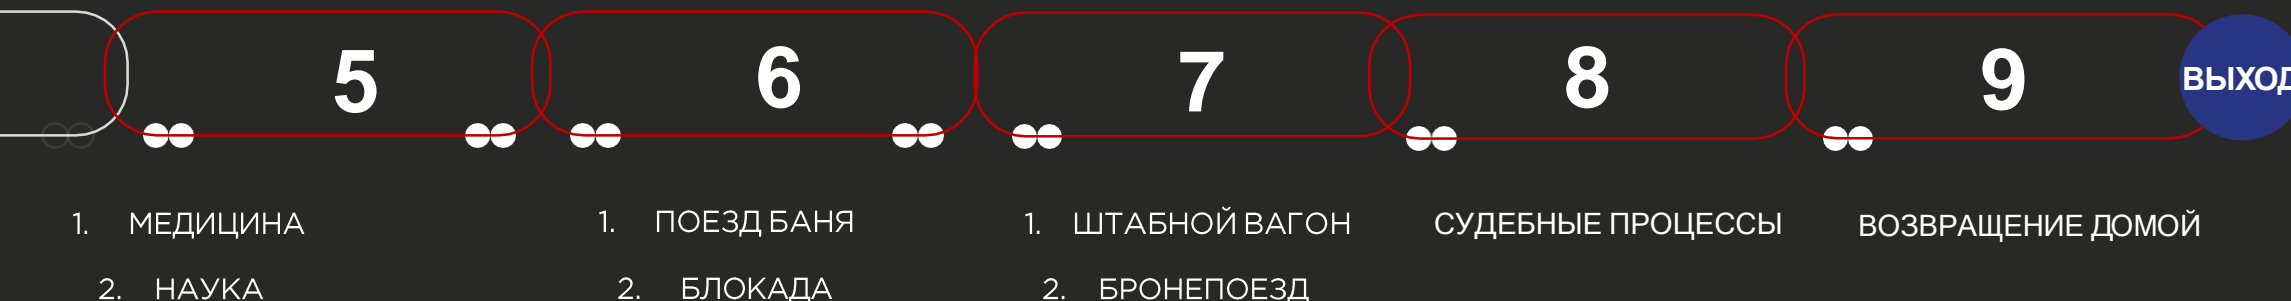 5 6 7 8 9 ВЫХОД
1. МЕДИЦИНА
2. НАУКА
1. ПОЕЗД БАНЯ
2. БЛОКАДА
1. ШТАБНОЙ ВАГОН
2. БРОНЕПОЕЗД
СУДЕБНЫЕ ПРОЦЕССЫ
ВОЗВРАЩЕНИЕ ДОМОЙ